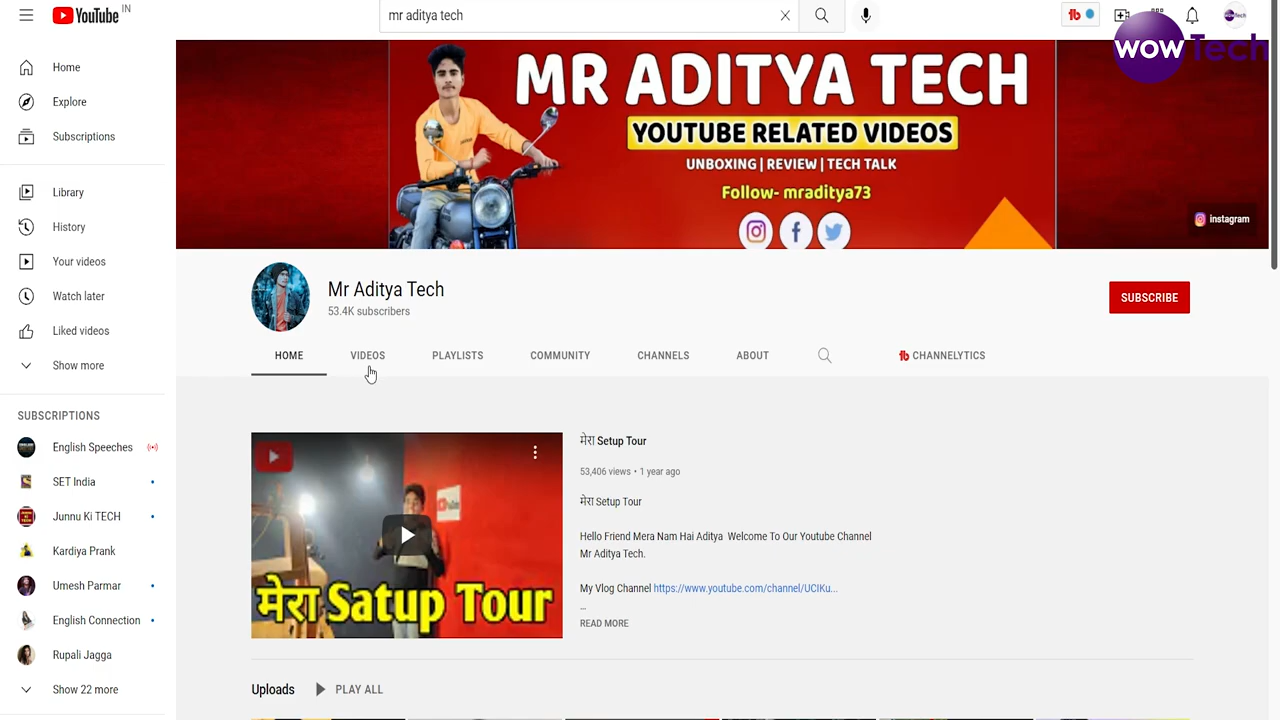 YouTube IN
mr aditya tech
wowTech
Home
Explore
Subscriptions
Library
History
Your videos
Watch later
Liked videos
Show more
SUBSCRIPTIONS
English Speeches
SET India
Junnu Ki TECH
Kardiya Prank
Umesh Parmar
English Connection
Rupali Jagga
Show 22 more
MR ADITYA TECH
YOUTUBE RELATED VIDEOS
UNBOXING | REVIEW | TECH TALK
Follow- mraditya73
instagram
Mr Aditya Tech
53.4K subscribers
SUBSCRIBE
HOME VIDEOS PLAYLISTS COMMUNITY CHANNELS ABOUT CHANNELYTICS
मेरा Satup Tour
मेरा Setup Tour
53,406 views • 1 year ago
मेरा Setup Tour
Hello Friend Mera Nam Hai Aditya Welcome To Our Youtube Channel
Mr Aditya Tech.
My Vlog Channel https://www.youtube.com/channel/UCIKu...
...
READ MORE
Uploads PLAY ALL